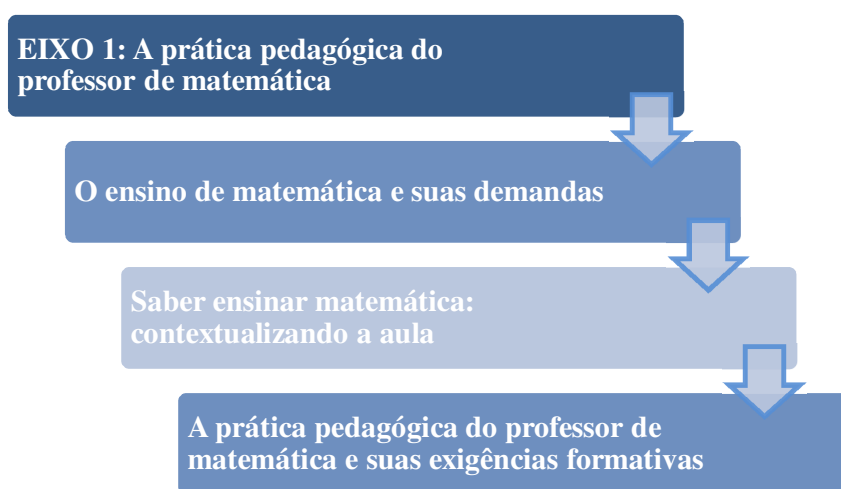 EIXO 1: A prática pedagógica do
professor de matemática
O ensino de matemática e suas demandas
Saber ensinar matemática:
contextualizando a aula
A prática pedagógica do professor de
matemática e suas exigências formativas